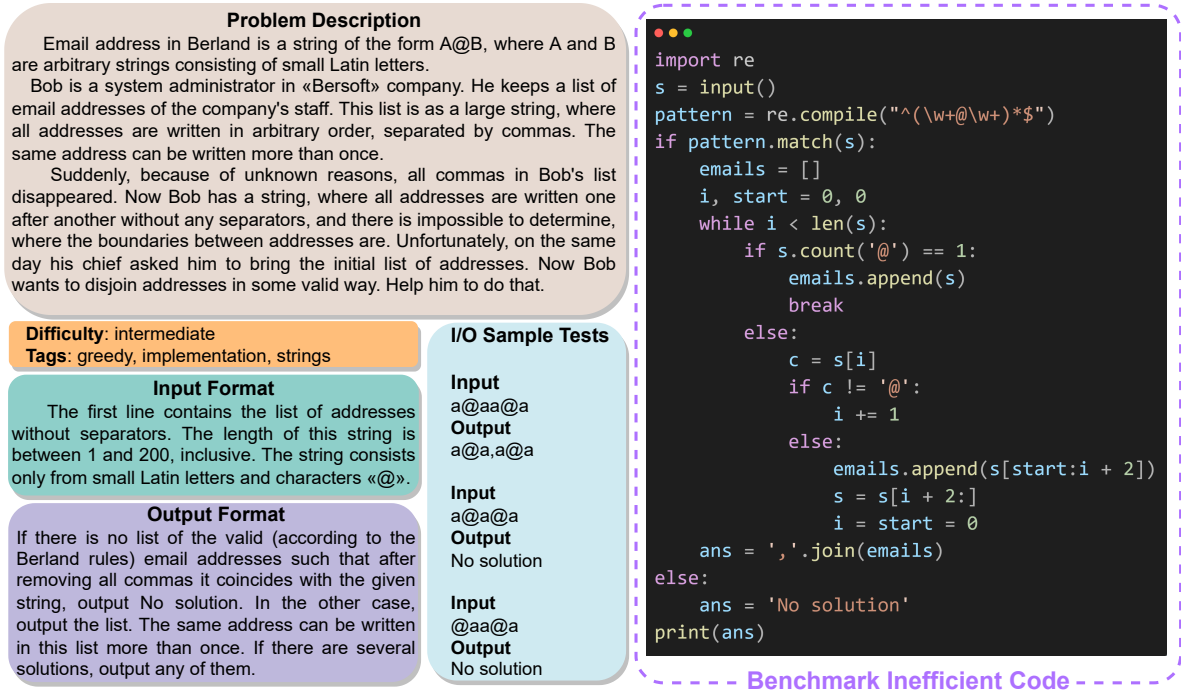 Problem Description
Email address in Berland is a string of the form A@B, where A and B
are arbitrary strings consisting of small Latin letters.
Bob is a system administrator in «Bersoft» company. He keeps a list of
email addresses of the company's staff. This list is as a large string, where
all addresses are written in arbitrary order, separated by commas. The
same address can be written more than once.
Suddenly, because of unknown reasons, all commas in Bob's list
disappeared. Now Bob has a string, where all addresses are written one
after another without any separators, and there is impossible to determine,
where the boundaries between addresses are. Unfortunately, on the same
day his chief asked him to bring the initial list of addresses. Now Bob
wants to disjoin addresses in some valid way. Help him to do that.
Difficulty: intermediate
Tags: greedy, implementation, strings
Input Format
The first line contains the list of addresses
without separators. The length of this string is
between 1 and 200, inclusive. The string consists
only from small Latin letters and characters «@».
Output Format
If there is no list of the valid (according to the
Berland rules) email addresses such that after
removing all commas it coincides with the given
string, output No solution. In the other case,
output the list. The same address can be written
in this list more than once. If there are several
solutions, output any of them.
I/O Sample Tests
Input
a@aa@a
Output
a@a,a@a
Input
a@a@a
Output
No solution
Input
@aa@a
Output
No solution
import re
s = input()
pattern = re.compile("^(\w+@\w+)*$")
if pattern.match(s):
    emails = []
    i, start = 0, 0
    while i < len(s):
        if s.count('@') == 1:
            emails.append(s)
            break
        else:
            c = s[i]
            if c != '@':
                i += 1
            else:
                emails.append(s[start:i + 2])
                s = s[i + 2:]
                i = start = 0
    ans = ','.join(emails)
else:
    ans = 'No solution'
print(ans)
Benchmark Inefficient Code